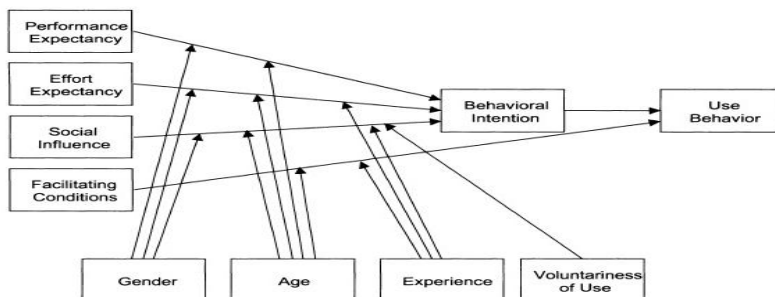 Performance
Expectancy
Effort
Expectancy
Social
Influence
Facilitating
Conditions
Behavioral
Intention
Use
Behavior
Gender
Age
Experience
Voluntariness
of Use